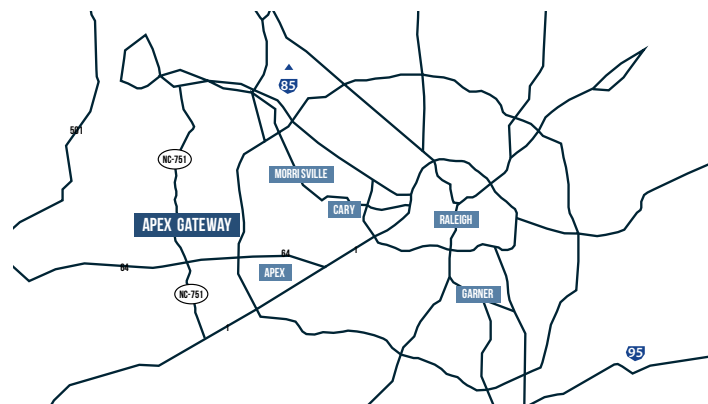 85
501
NC-751
MORRISVILLE
CARY
APEX GATEWAY
RALEIGH
64
1
64
APEX
NC-751
GARNER
1
95